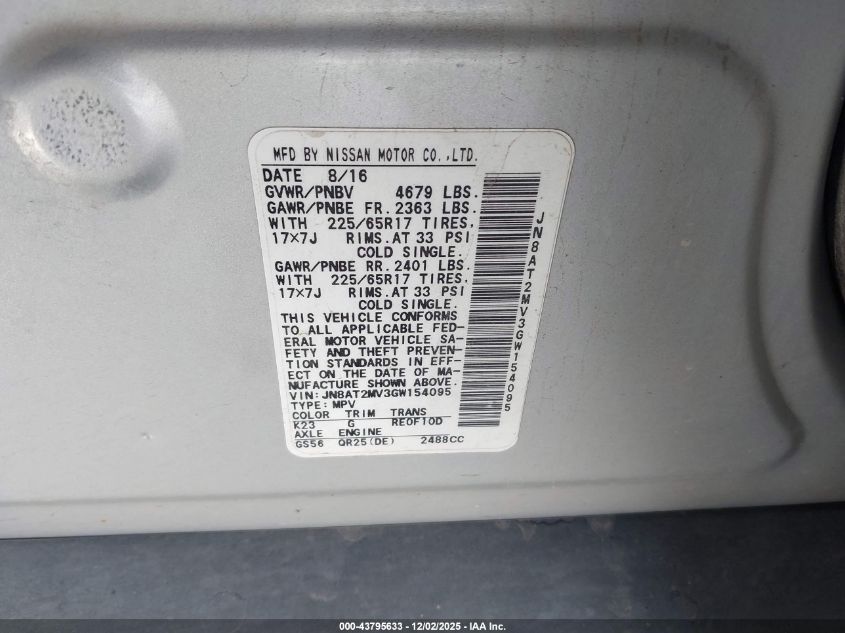 MFD BY NISSAN MOTOR CO.,LTD.
DATE 8/16
GVWR/PNBV 4679 LBS.
GAWR/PNBE FR. 2363 LBS.
WITH 225/65R17 TIRES,
17×7J RIMS.AT 33 PSI
COLD SINGLE.
GAWR/PNBE RR. 2401 LBS.
WITH 225/65R17 TIRES,
17×7J RIMS.AT 33 PSI
COLD SINGLE.
THIS VEHICLE CONFORMS
TO ALL APPLICABLE FED-
ERAL MOTOR VEHICLE SA-
FETY AND THEFT PREVEN-
TION STANDARDS IN EFF-
ECT ON THE DATE OF MA-
NUFACTURE SHOWN ABOVE.
VIN:JN8AT2MV3GW154095
TYPE:MPV
COLOR TRIM TRANS
K23 G RE0F10D
AXLE ENGINE
GS56 QR25(DE) 2488CC
JN8AT2MV3GW154095
000-43795633 - 12/02/2025 - IAA Inc.